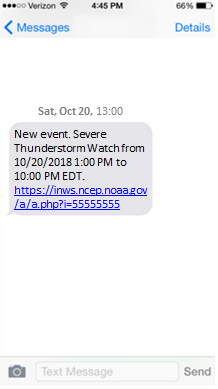 Verizon 4:45 PM 66%
Messages Details
Sat, Oct 20, 13:00
New event. Severe
Thunderstorm Watch from
10/20/2018 1:00 PM to
10:00 PM EDT.
https://inws.ncep.noaa.gov
/a/a.php?i=55555555
Text Message Send